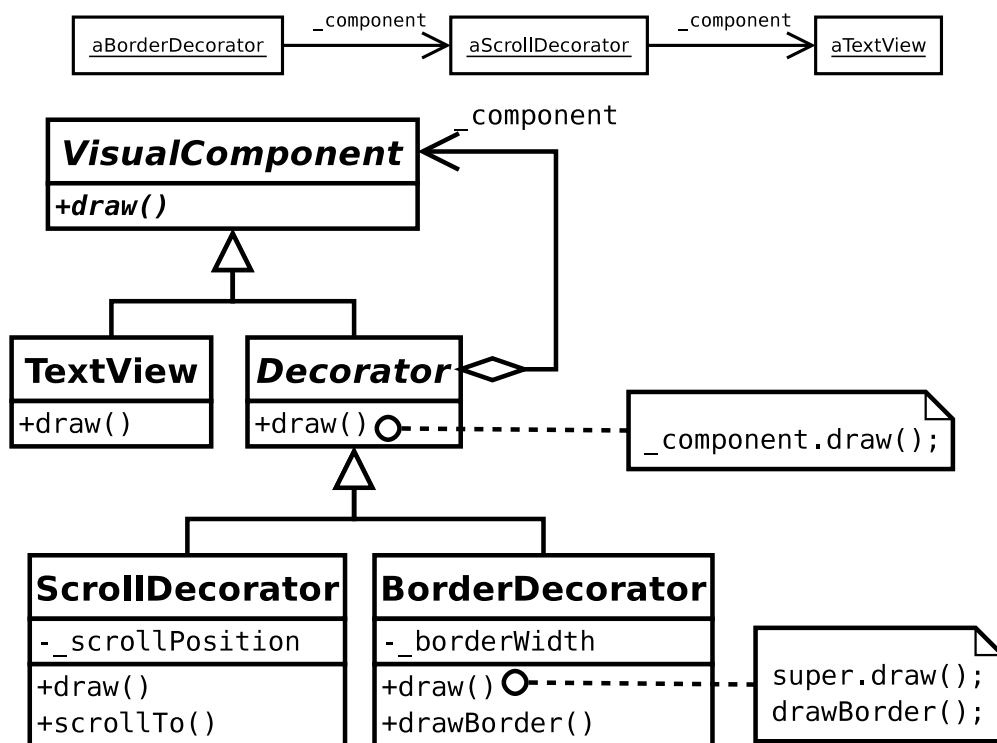 _component
_component
aBorderDecorator
aScrollDecorator
aTextView
_component
VisualComponent
+draw()
TextView
Decorator
+draw()
+draw()
_component.draw();
ScrollDecorator
BorderDecorator
-_scrollPosition
-_borderWidth
+draw()
+scrollTo()
+draw()
+drawBorder()
super.draw();
drawBorder();